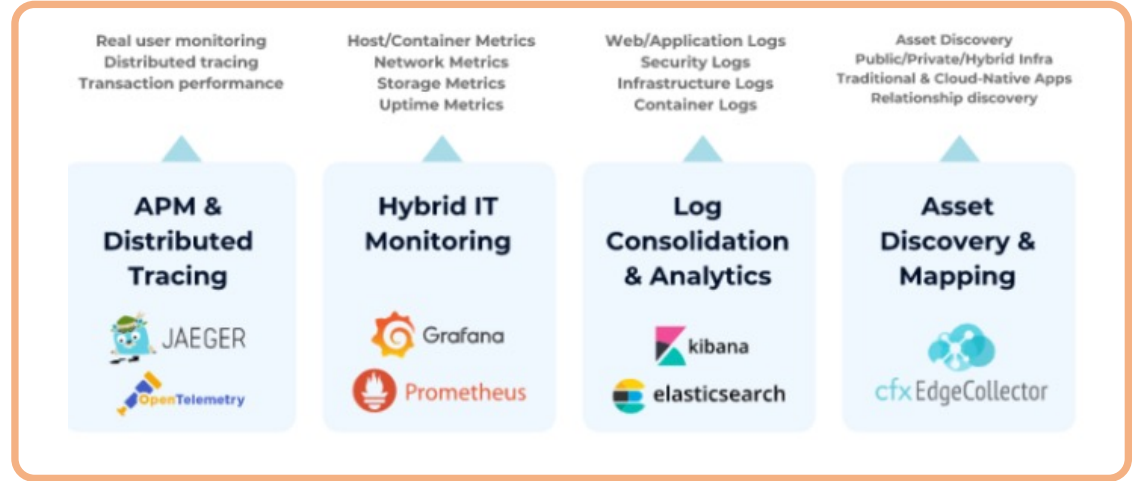 Real user monitoring
Distributed tracing
Transaction performance
Host/Container Metrics
Network Metrics
Storage Metrics
Uptime Metrics
Web/Application Logs
Security Logs
Infrastructure Logs
Container Logs
Asset Discovery
Public/Private/Hybrid Infra
Traditional & Cloud-Native Apps
Relationship discovery
APM &
Distributed
Tracing
JAEGER
OpenTelemetry
Hybrid IT
Monitoring
Grafana
Prometheus
Log
Consolidation
& Analytics
kibana
elasticsearch
Asset
Discovery &
Mapping
cfxEdgeCollector